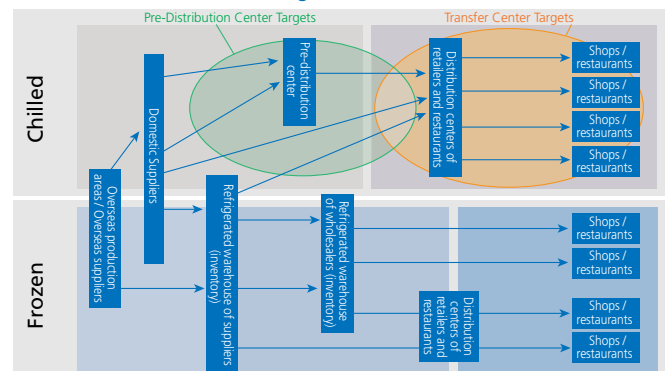 Pre-Distribution Center Targets
Transfer Center Targets
Chilled
Pre-distribution
center
Distribution centers of
retailers and restaurants
Shops /
restaurants
Shops /
restaurants
Shops /
restaurants
Shops /
restaurants
Domestic Suppliers
Overseas production
areas / Overseas suppliers
Refrigerated warehouse of suppliers
(inventory)
Refrigerated warehouse
of wholesalers (inventory)
Frozen
Distribution
centers of
retailers and
restaurants
Shops /
restaurants
Shops /
restaurants
Shops /
restaurants
Shops /
restaurants